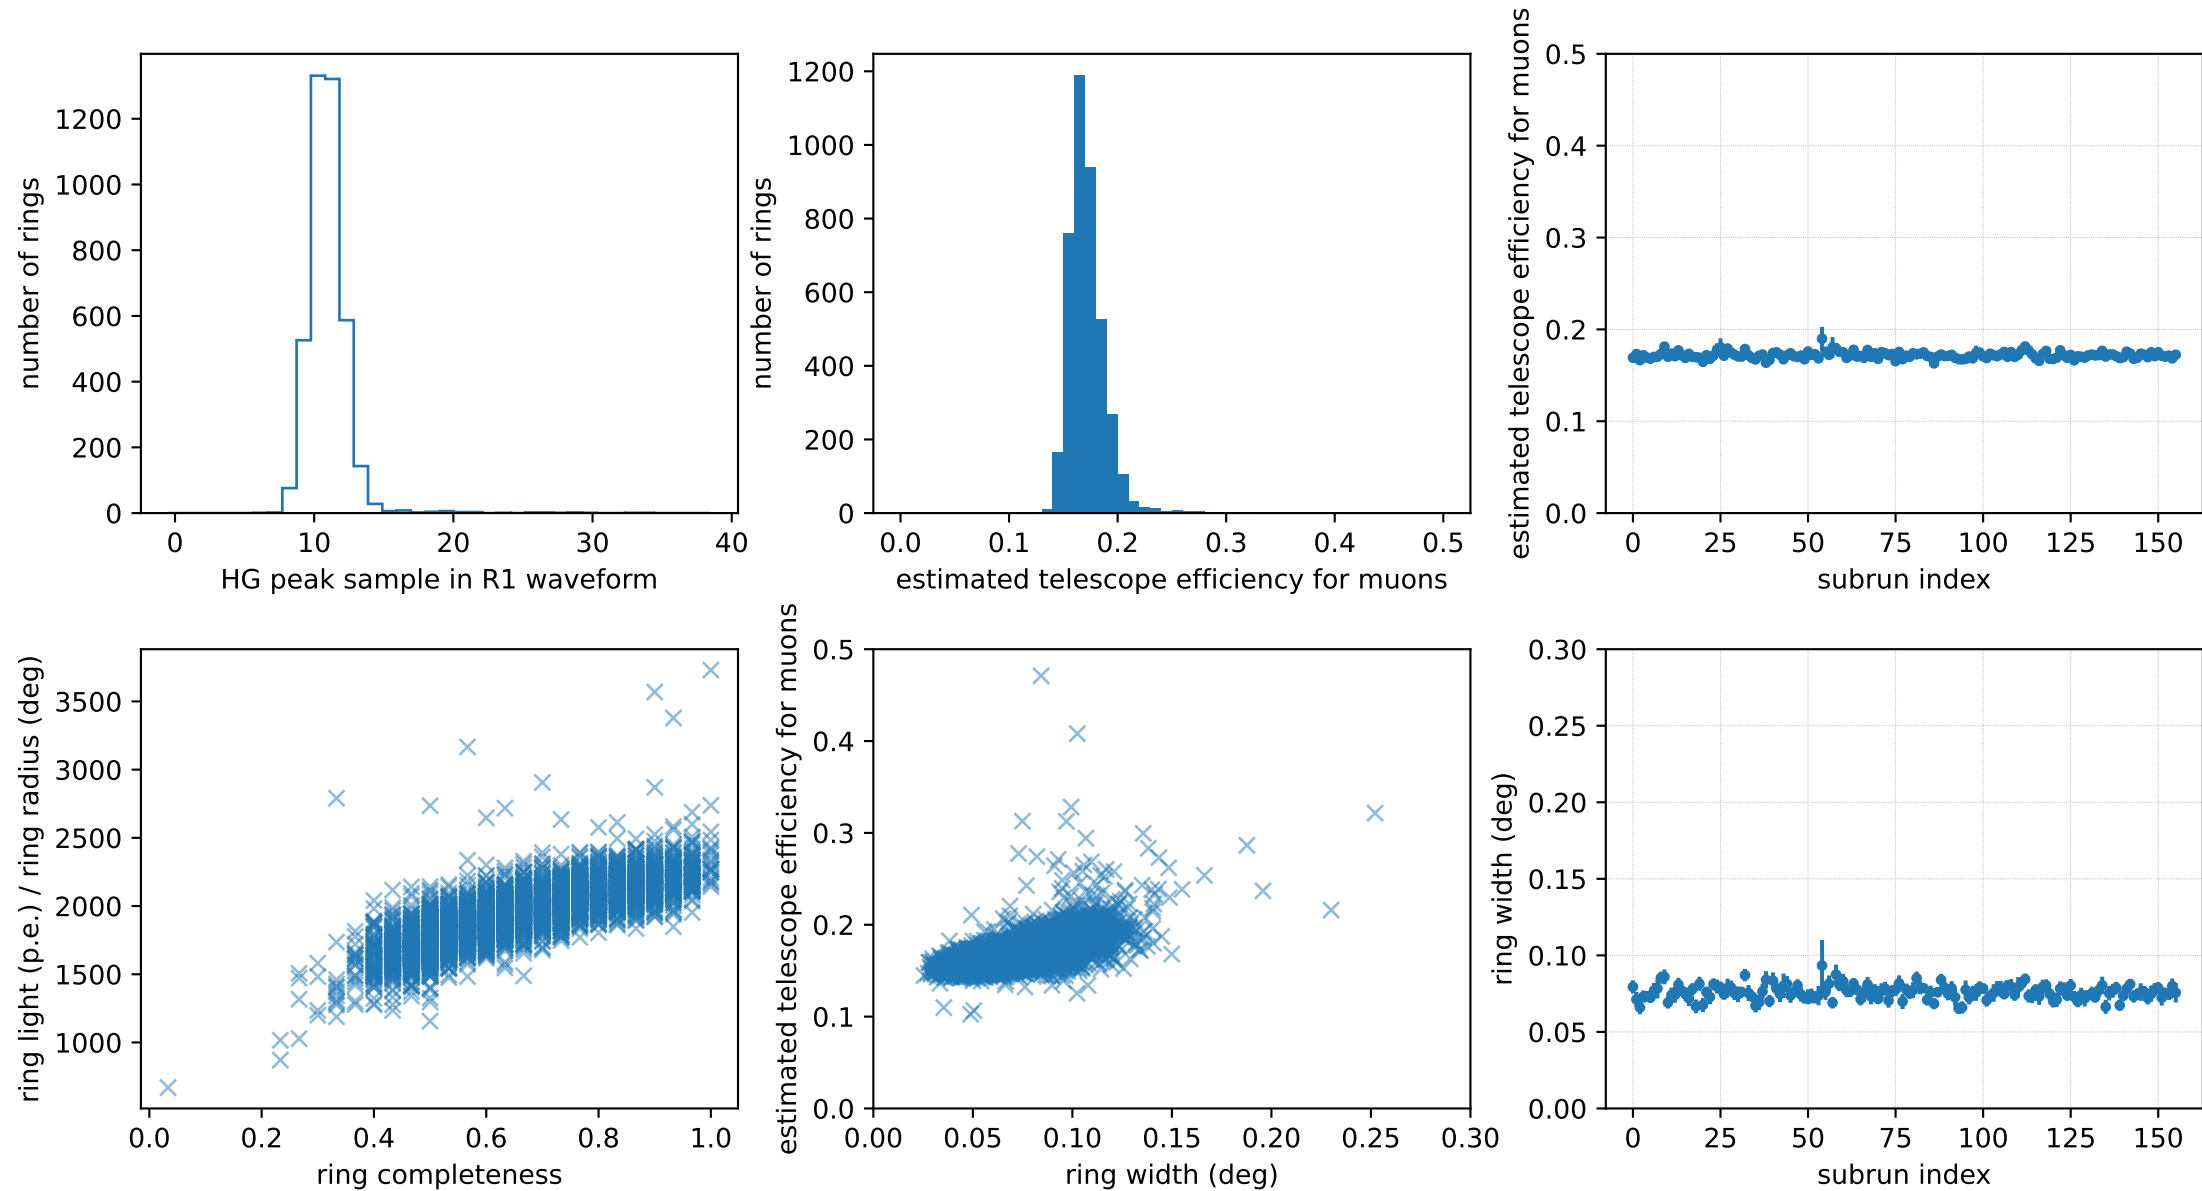 number of rings
1200
1000
800
600
400
200
0
0 10 20 30 40
HG peak sample in R1 waveform
number of rings
1200
1000
800
600
400
200
0
0.0 0.1 0.2 0.3 0.4 0.5
estimated telescope efficiency for muons
estimated telescope efficiency for muons
0.5
0.4
0.3
0.2
0.1
0.0
0 25 50 75 100 125 150
subrun index
ring light (p.e.) / ring radius (deg)
3500
3000
2500
2000
1500
1000
0.0 0.2 0.4 0.6 0.8 1.0
ring completeness
estimated telescope efficiency for muons
0.5
0.4
0.3
0.2
0.1
0.0
0.00 0.05 0.10 0.15 0.20 0.25 0.30
ring width (deg)
ring width (deg)
0.30
0.25
0.20
0.15
0.10
0.05
0.00
0 25 50 75 100 125 150
subrun index